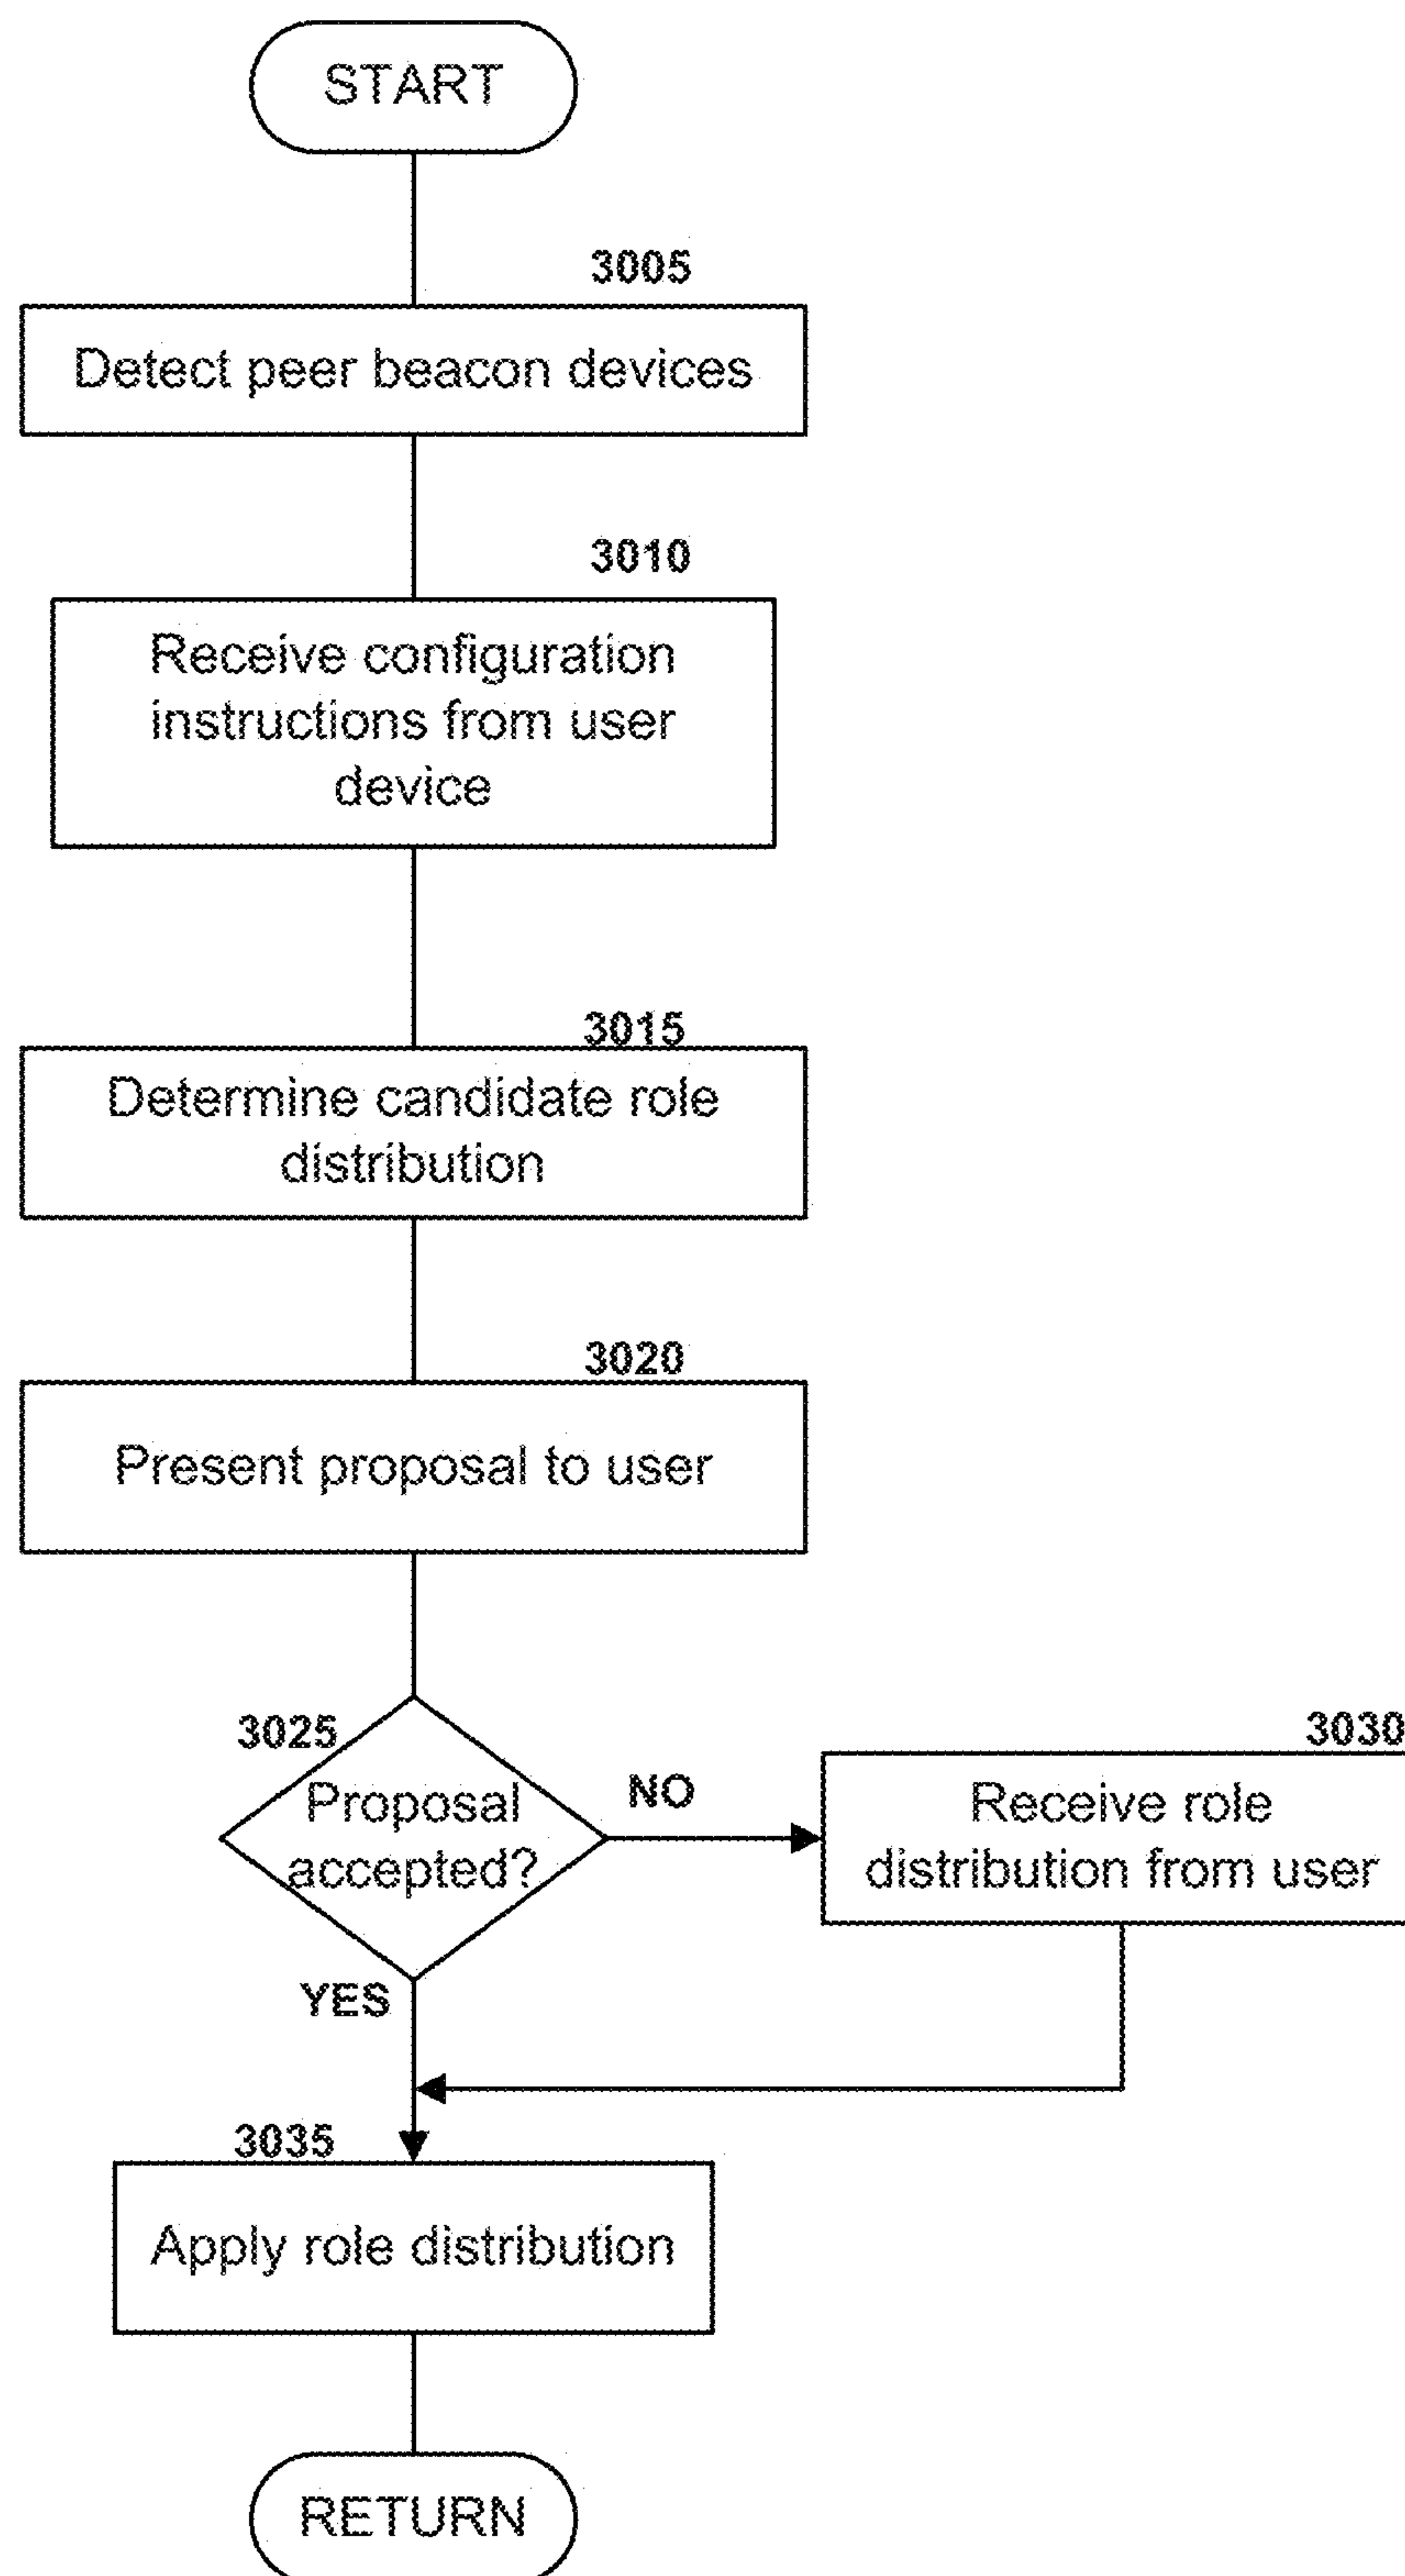 START
3005
Detect peer beacon devices
3010
Receive configuration
instructions from user
device
3015
Determine candidate role
distribution
3020
Present proposal to user
3025
Proposal
accepted?
NO
3030
Receive role
distribution from user
YES
3035
Apply role distribution
RETURN